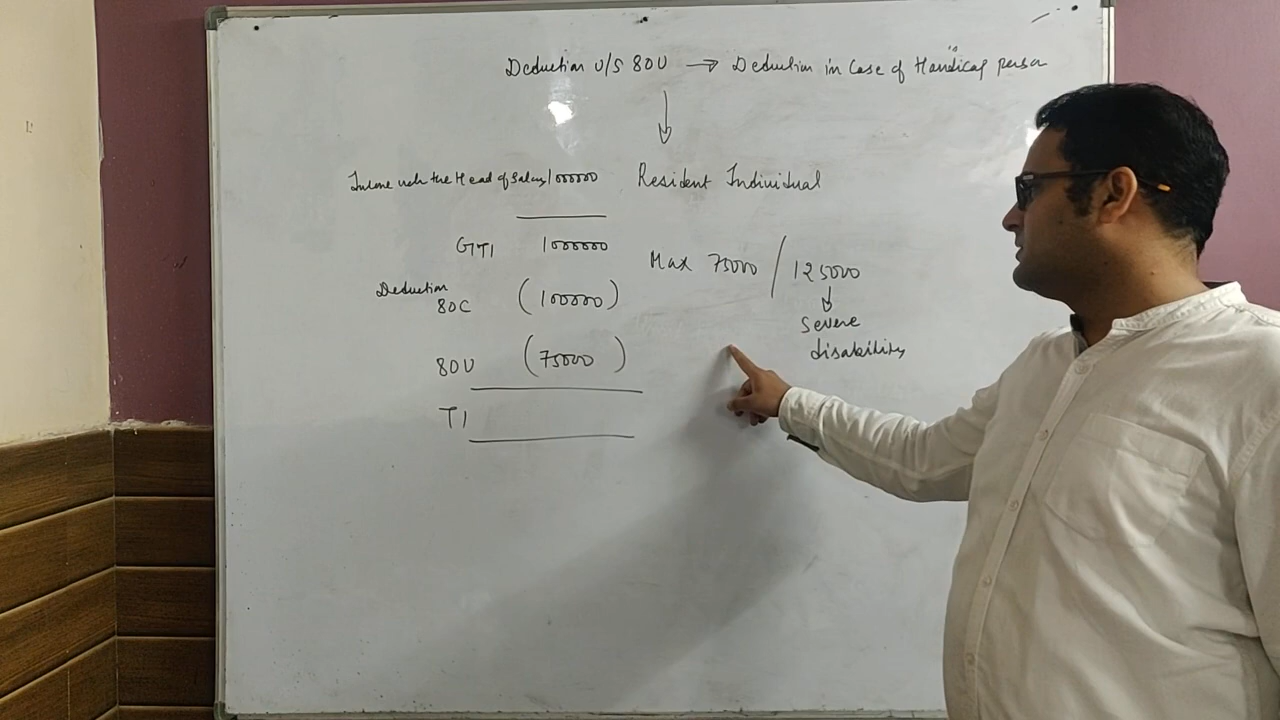 Deduction U/S 80U → Deduction in Case of Handicap person
↓
Income under the Head of Salary 1000000
Resident Individual
GTI 1000000
Max 75000 / 125000
↓
Severe
disability
Deduction
80C (100000)
80U (75000)
TI